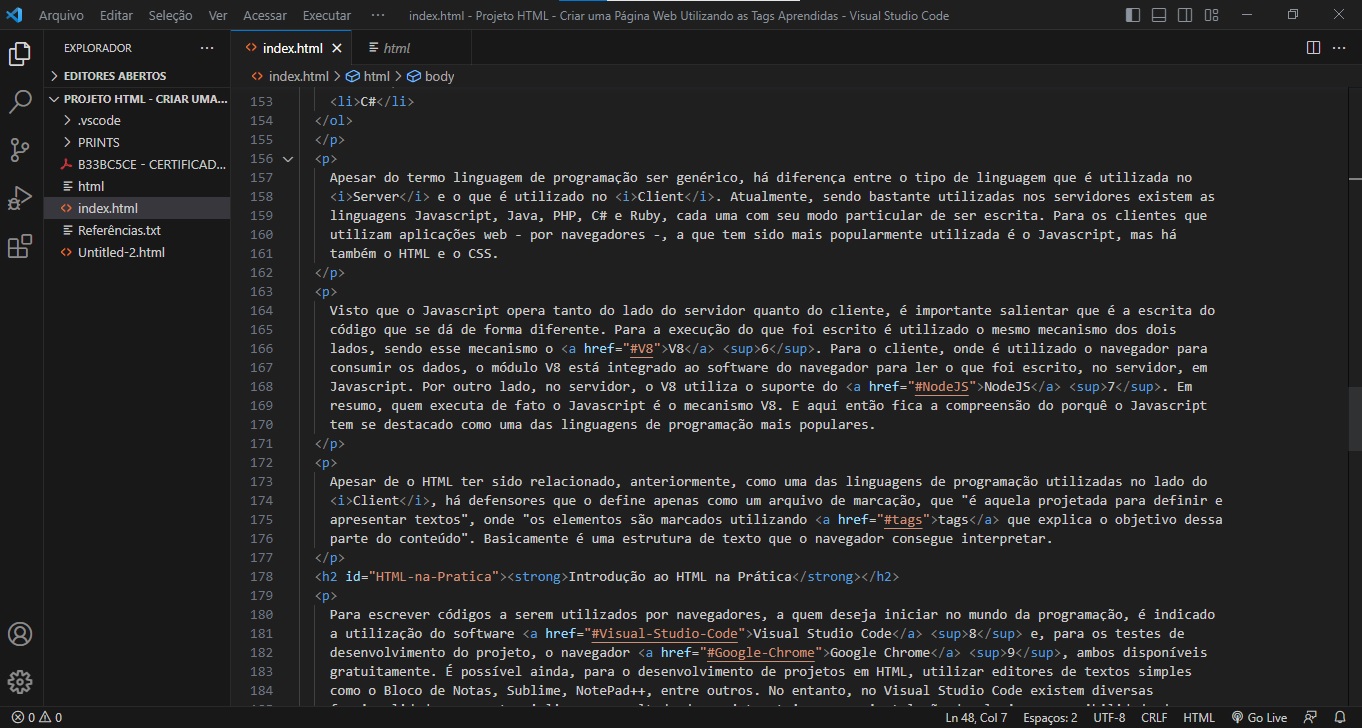 Arquivo Editar Seleção Ver Acessar Executar ··· index.html - Projeto HTML - Criar uma Página Web Utilizando as Tags Aprendidas - Visual Studio Code
EXPLORADOR ···
EDITORES ABERTOS
PROJETO HTML - CRIAR UMA...
.vscode
PRINTS
B33BC5CE - CERTIFICAD...
html
index.html
Referências.txt
Untitled-2.html
index.html html ···
index.html > html > body
153 <li>C#</li>
154 </ol>
155 </p>
156 <p>
157 Apesar do termo linguagem de programação ser genérico, há diferença entre o tipo de linguagem que é utilizada no
158 <i>Server</i> e o que é utilizado no <i>Client</i>. Atualmente, sendo bastante utilizadas nos servidores existem as
159 linguagens Javascript, Java, PHP, C# e Ruby, cada uma com seu modo particular de ser escrita. Para os clientes que
160 utilizam aplicações web - por navegadores -, a que tem sido mais popularmente utilizada é o Javascript, mas há
161 também o HTML e o CSS.
162 </p>
163 <p>
164 Visto que o Javascript opera tanto do lado do servidor quanto do cliente, é importante salientar que é a escrita do
165 código que se dá de forma diferente. Para a execução do que foi escrito é utilizado o mesmo mecanismo dos dois
166 lados, sendo esse mecanismo o <a href="#V8">V8</a> <sup>6</sup>. Para o cliente, onde é utilizado o navegador para
167 consumir os dados, o módulo V8 está integrado ao software do navegador para ler o que foi escrito, no servidor, em
168 Javascript. Por outro lado, no servidor, o V8 utiliza o suporte do <a href="#NodeJS">NodeJS</a> <sup>7</sup>. Em
169 resumo, quem executa de fato o Javascript é o mecanismo V8. E aqui então fica a compreensão do porquê o Javascript
170 tem se destacado como uma das linguagens de programação mais populares.
171 </p>
172 <p>
173 Apesar de o HTML ter sido relacionado, anteriormente, como uma das linguagens de programação utilizadas no lado do
174 <i>Client</i>, há defensores que o define apenas como um arquivo de marcação, que "é aquela projetada para definir e
175 apresentar textos", onde "os elementos são marcados utilizando <a href="#tags">tags</a> que explica o objetivo dessa
176 parte do conteúdo". Basicamente é uma estrutura de texto que o navegador consegue interpretar.
177 </p>
178 <h2 id="HTML-na-Pratica"><strong>Introdução ao HTML na Prática</strong></h2>
179 <p>
180 Para escrever códigos a serem utilizados por navegadores, a quem deseja iniciar no mundo da programação, é indicado
181 a utilização do software <a href="#Visual-Studio-Code">Visual Studio Code</a> <sup>8</sup> e, para os testes de
182 desenvolvimento do projeto, o navegador <a href="#Google-Chrome">Google Chrome</a> <sup>9</sup>, ambos disponíveis
183 gratuitamente. É possível ainda, para o desenvolvimento de projetos em HTML, utilizar editores de textos simples
184 como o Bloco de Notas, Sublime, NotePad++, entre outros. No entanto, no Visual Studio Code existem diversas
0 0 Ln 48, Col 7 Espaços: 2 UTF-8 CRLF HTML Go Live